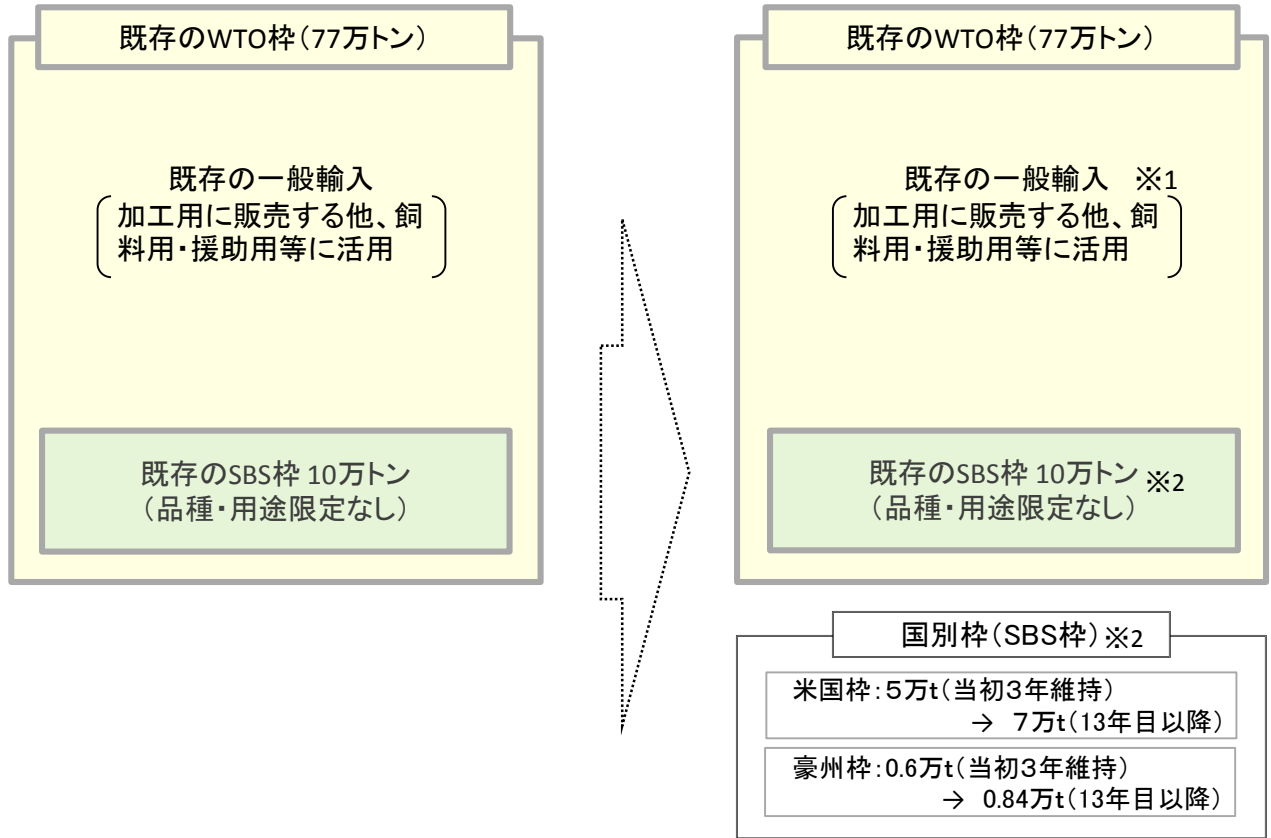 既存のWTO枠（77万トン）
既存の一般輸入
加工用に販売する他、飼
料用・援助用等に活用
既存のSBS枠 10万トン
（品種・用途限定なし）
既存のWTO枠（77万トン）
既存の一般輸入　※1
加工用に販売する他、飼
料用・援助用等に活用
既存のSBS枠 10万トン ※2
（品種・用途限定なし）
国別枠（SBS枠）※2
米国枠：５万t（当初３年維持）
→ 7万t（13年目以降）
豪州枠：0.6万t（当初３年維持）
→ 0.84万t（13年目以降）